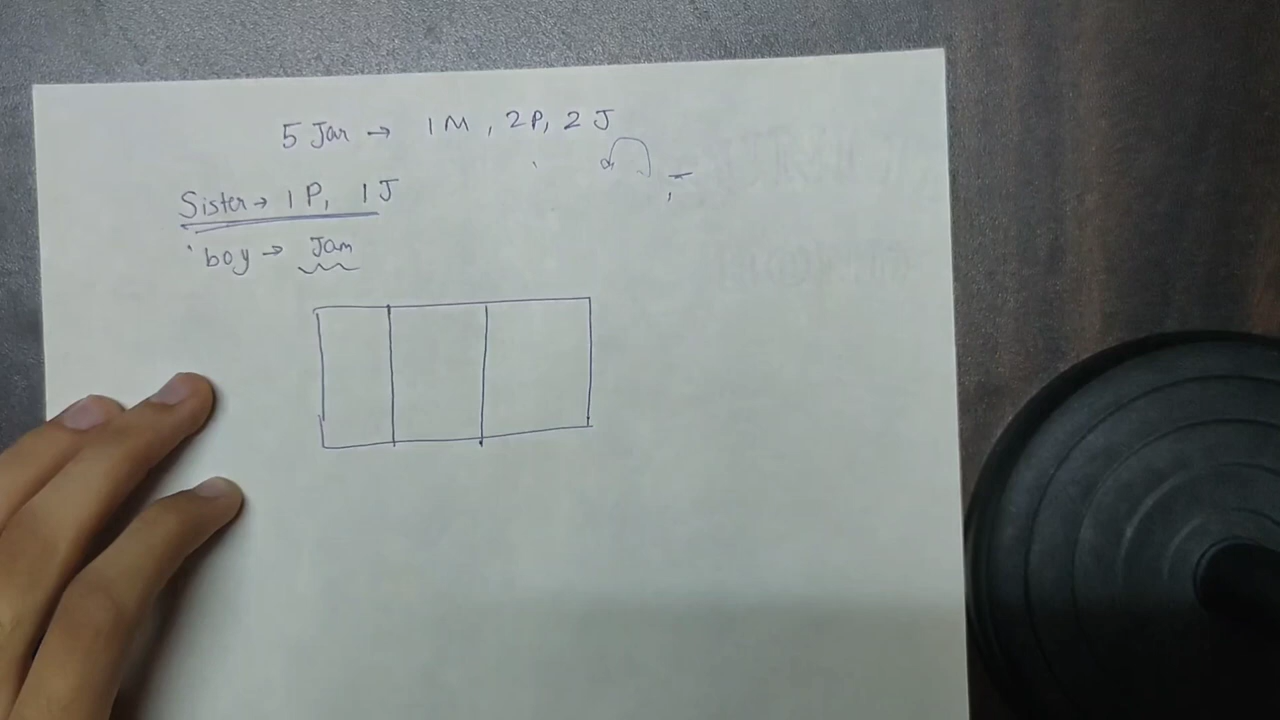 5 Jar → 1M, 2P, 2J
Sister → 1P, 1J
boy → Jam